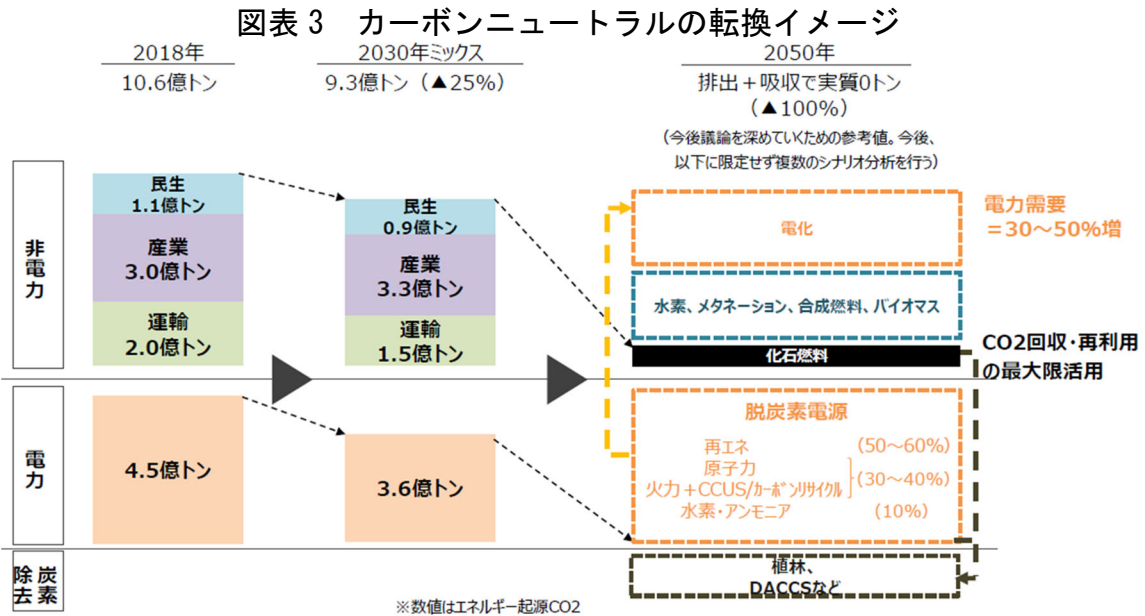 図表３　カーボンニュートラルの転換イメージ
2018年
10.6億トン
2030年ミックス
9.3億トン（▲25%）
2050年
排出＋吸収で実質0トン
（▲100%）
（今後議論を深めていくための参考値。今後、
以下に限定せず複数のシナリオ分析を行う）
非電力
民生
1.1億トン
産業
3.0億トン
運輸
2.0億トン
民生
0.9億トン
産業
3.3億トン
運輸
1.5億トン
電化
電力需要
＝30～50%増
水素、メタネーション、合成燃料、バイオマス
化石燃料
CO2回収・再利用
の最大限活用
電力
4.5億トン
3.6億トン
脱炭素電源
再エネ （50～60%）
原子力
火力＋CCUS/カーボンリサイクル （30～40%）
水素・アンモニア （10%）
炭素除去
植林、
DACCSなど
※数値はエネルギー起源CO2